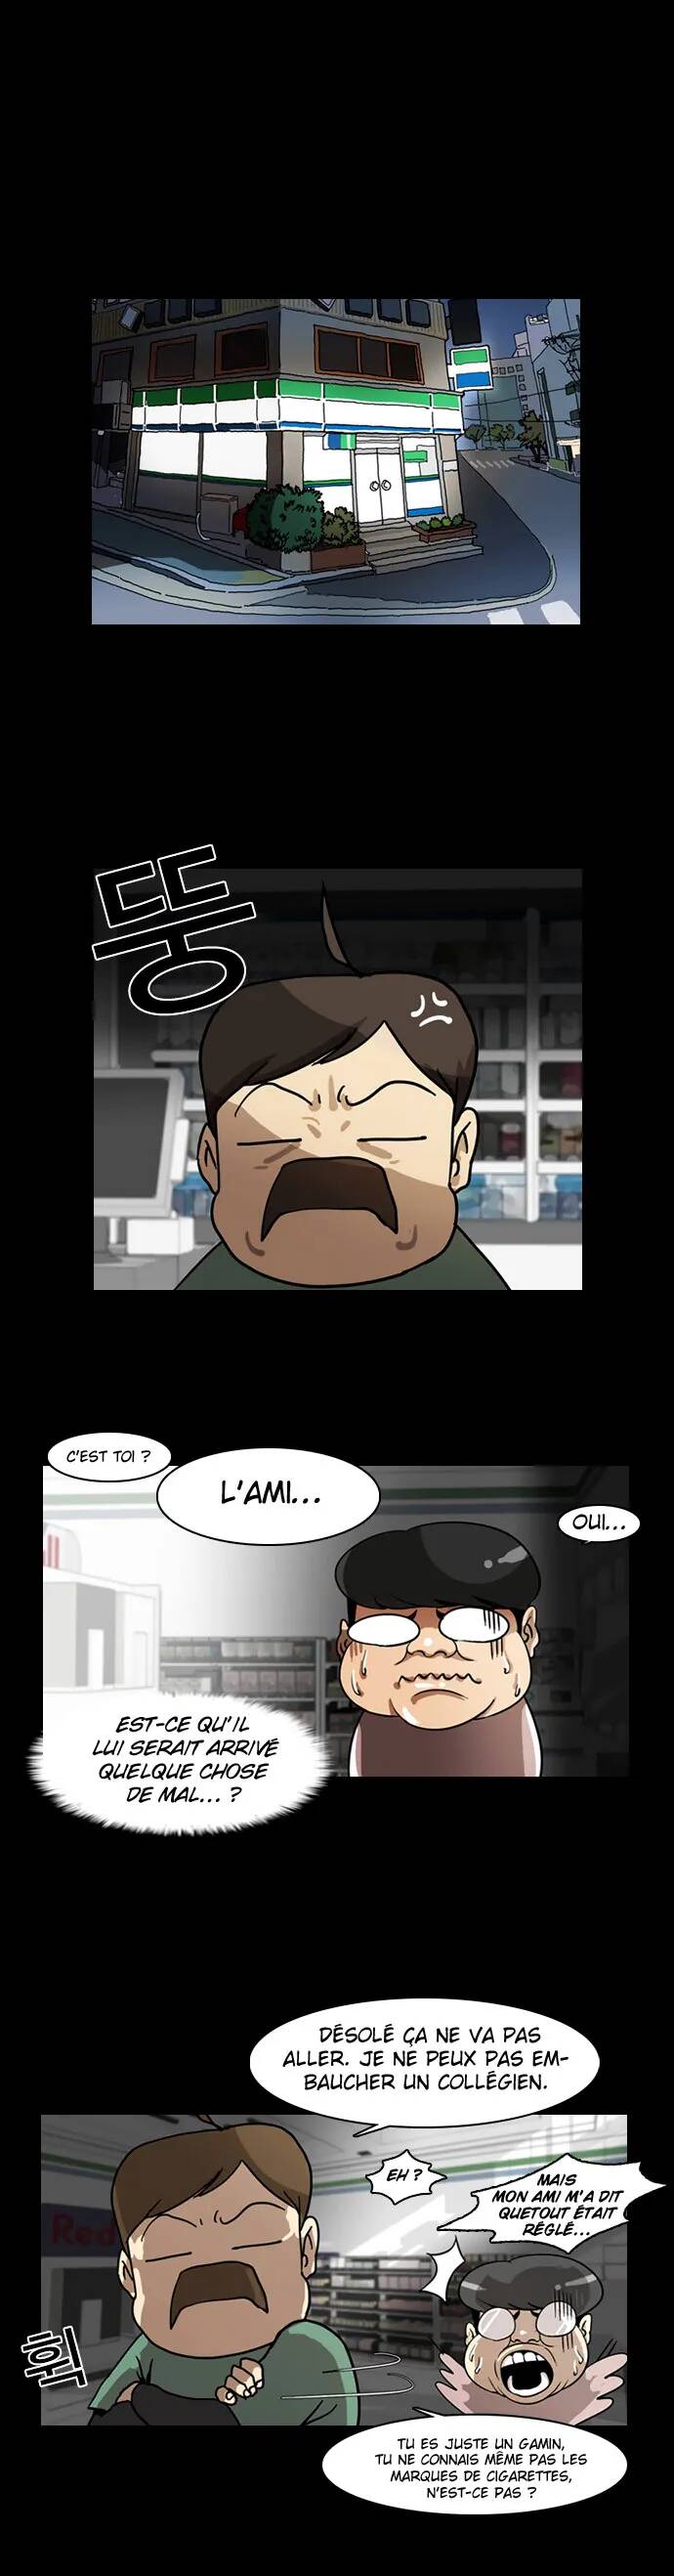 뚱
C'EST TOI ?
L'AMI...
OUI...
EST-CE QU'IL
LUI SERAIT ARRIVÉ
QUELQUE CHOSE
DE MAL... ?
DÉSOLÉ ÇA NE VA PAS
ALLER. JE NE PEUX PAS EM-
BAUCHER UN COLLÉGIEN.
EH ?
MAIS
MON AMI M'A DIT
QUETOUT ÉTAIT
RÉGLÉ...
Red
휙
TU ES JUSTE UN GAMIN,
TU NE CONNAIS MÊME PAS LES
MARQUES DE CIGARETTES,
N'EST-CE PAS ?